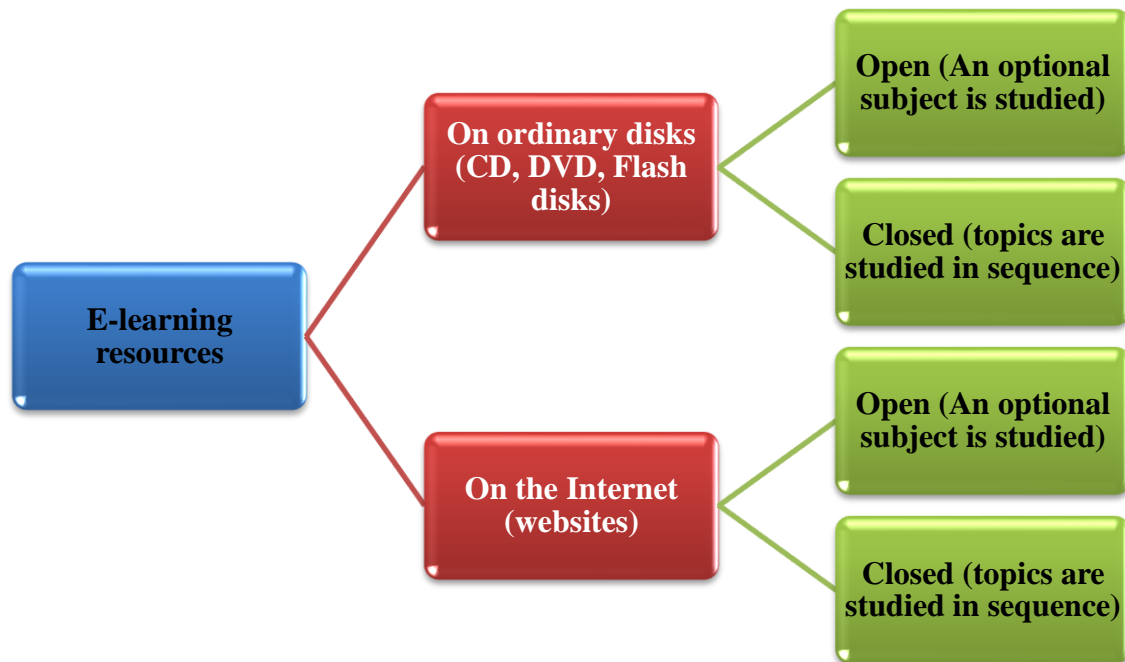 E-learning
resources
On ordinary disks
(CD, DVD, Flash
disks)
Open (An optional
subject is studied)
Closed (topics are
studied in sequence)
On the Internet
(websites)
Open (An optional
subject is studied)
Closed (topics are
studied in sequence)